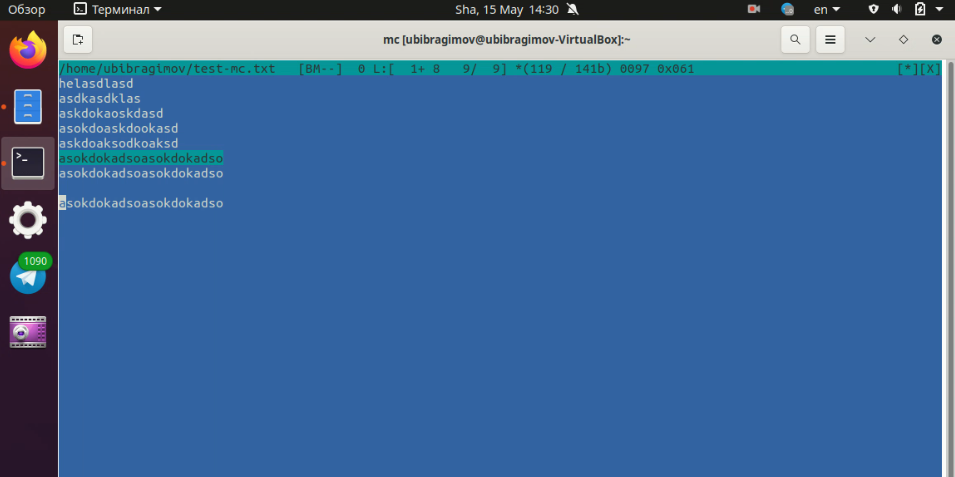 Обзор Терминал Sha, 15 May 14:30 en
mc [ubibragimov@ubibragimov-VirtualBox]:~
/home/ubibragimov/test-mc.txt [BM--] 0 L:[ 1+ 8 9/ 9] *(119 / 141b) 0097 0x061 [*][X]
helasdlasd
asdkasdklas
askdokaoskdasd
asokdoaskdookasd
askdoaksodkoaksd
asokdokadsoasokdokadso
asokdokadsoasokdokadso
asokdokadsoasokdokadso
1090